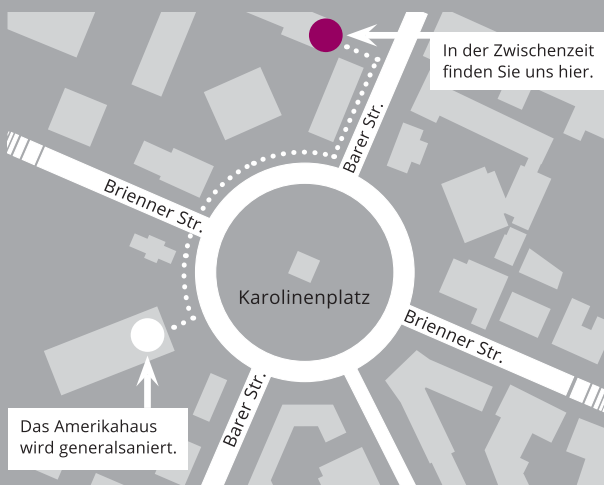 In der Zwischenzeit
finden Sie uns hier.
Barer Str.
Brienner Str.
Karolinenplatz
Brienner Str.
Barer Str.
Das Amerikahaus
wird generalsaniert.